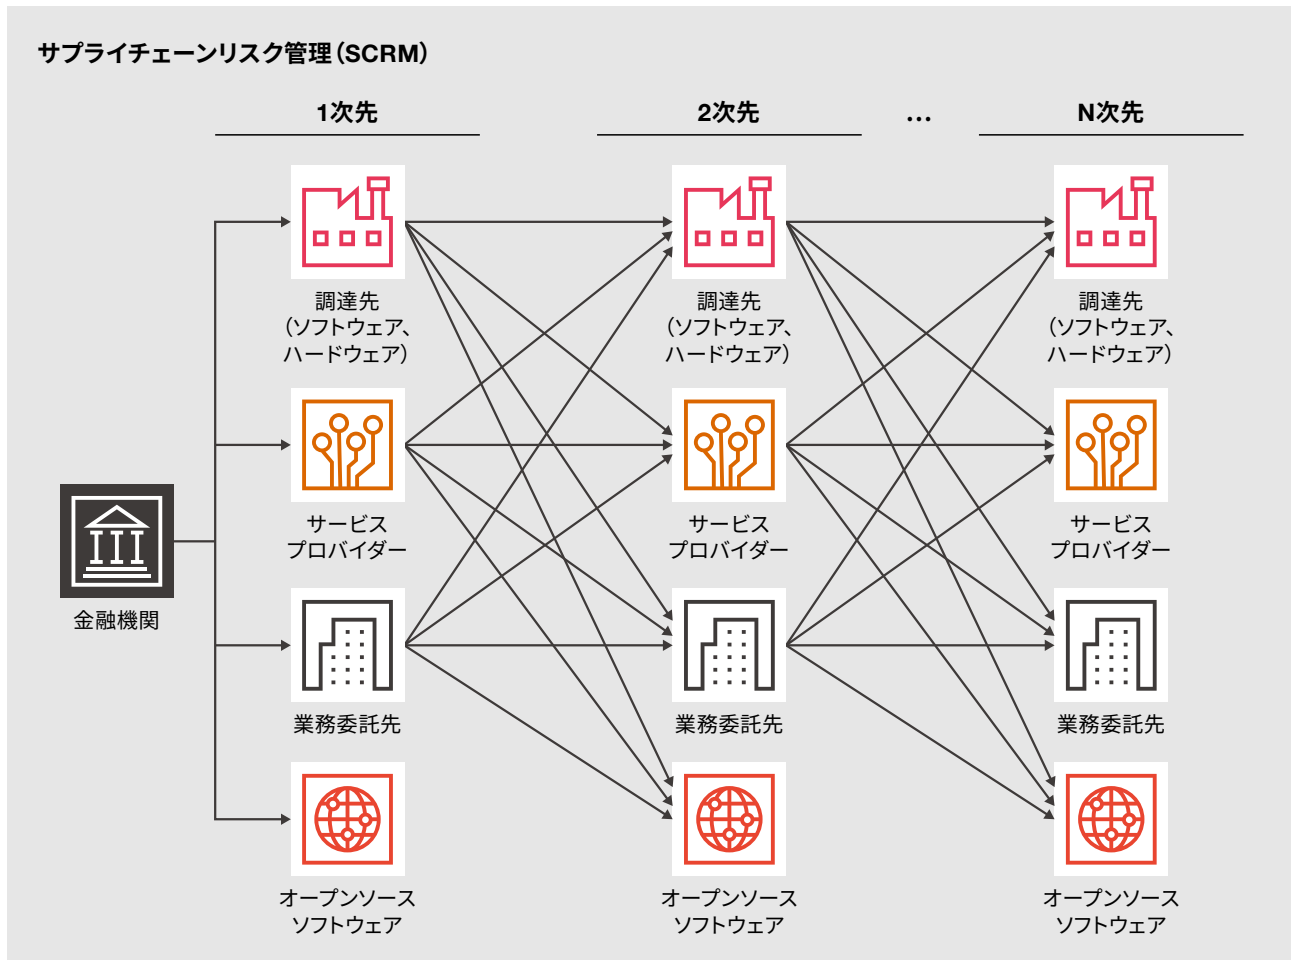 サプライチェーンリスク管理（SCRM）
1次先
2次先
...
N次先
調達先
（ソフトウェア、
ハードウェア）
調達先
（ソフトウェア、
ハードウェア）
調達先
（ソフトウェア、
ハードウェア）
サービス
プロバイダー
サービス
プロバイダー
サービス
プロバイダー
金融機関
業務委託先
業務委託先
業務委託先
オープンソース
ソフトウェア
オープンソース
ソフトウェア
オープンソース
ソフトウェア